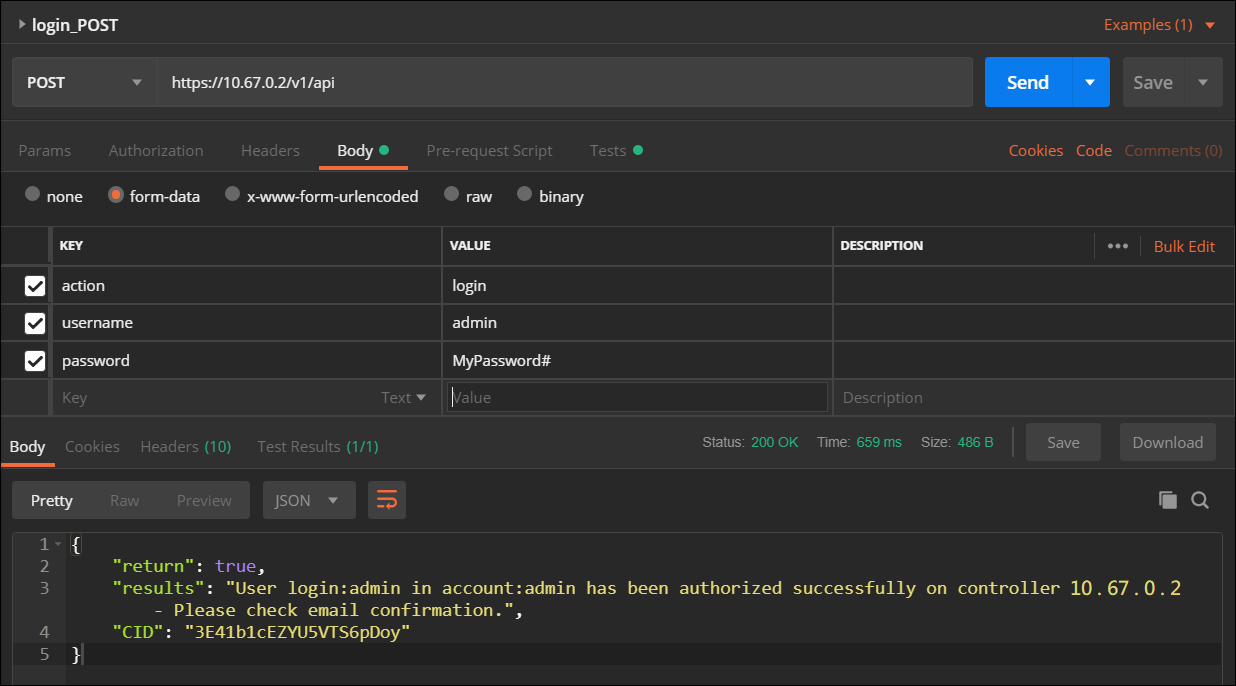 login_POST Examples (1)
POST https://10.67.0.2/v1/api Send Save
Params Authorization Headers Body Pre-request Script Tests Cookies Code Comments (0)
none form-data x-www-form-urlencoded raw binary
KEY VALUE DESCRIPTION ••• Bulk Edit
action login
username admin
password MyPassword#
Key Text Value Description
Body Cookies Headers (10) Test Results (1/1) Status: 200 OK Time: 659 ms Size: 486 B Save Download
Pretty Raw Preview JSON
1 {
2 "return": true,
3 "results": "User login:admin in account:admin has been authorized successfully on controller 10.67.0.2
- Please check email confirmation.",
4 "CID": "3E41b1cEZYU5VTS6pDoy"
5 }